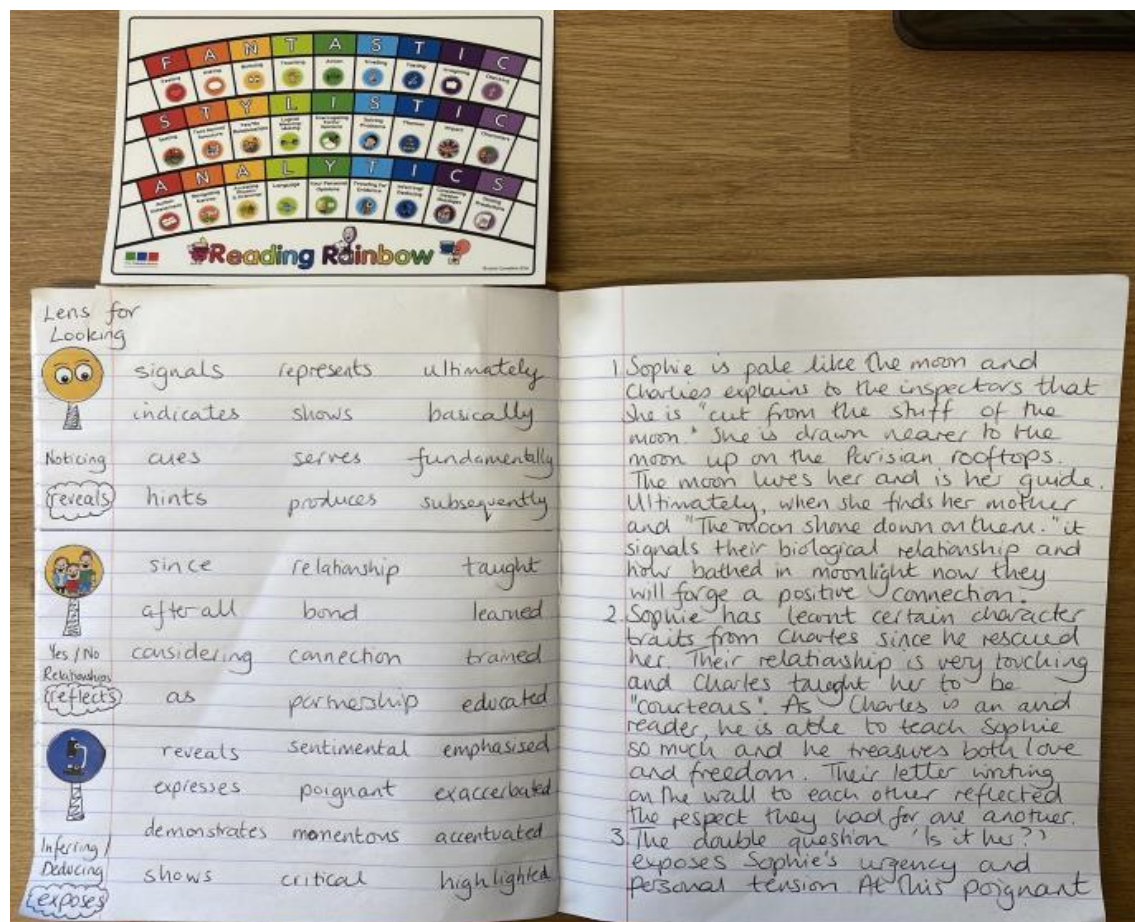 F A N T A S T I C
Feeling Asking Noticing Touching Action Smelling Tasting Imagining Checking
S T Y L I S T I C
A N A L Y T I C S
Reading Rainbow
Lens for
Looking
signals represents ultimately
indicates shows basically
Noticing cues serves fundamentally
reveals hints produces subsequently
since relationship taught
after all bond learned
Yes / No considering connection trained
Relationships
reflects as partnership educated
reveals sentimental emphasised
expresses poignant exaccerbated
demonstrates momentous accentuated
Inferring /
Deducing shows critical highlighted
exposes
1. Sophie is pale like the moon and
Charles explains to the inspectors that
she is "cut from the stuff of the
moon." She is drawn nearer to the
moon up on the Parisian rooftops.
The moon loves her and is her guide.
Ultimately, when she finds her mother
and "The moon shone down on them." it
signals their biological relationship and
how bathed in moonlight now they
will forge a positive connection.
2. Sophie has learnt certain character
traits from Charles since he rescued
her. Their relationship is very touching
and Charles taught her to be
"courteous". As Charles is an avid
reader, he is able to teach Sophie
so much and he treasures both love
and freedom. Their letter writing
on the wall to each other reflected
the respect they had for one another.
3. The double question 'Is it her?'
exposes Sophie's urgency and
personal tension. At this poignant